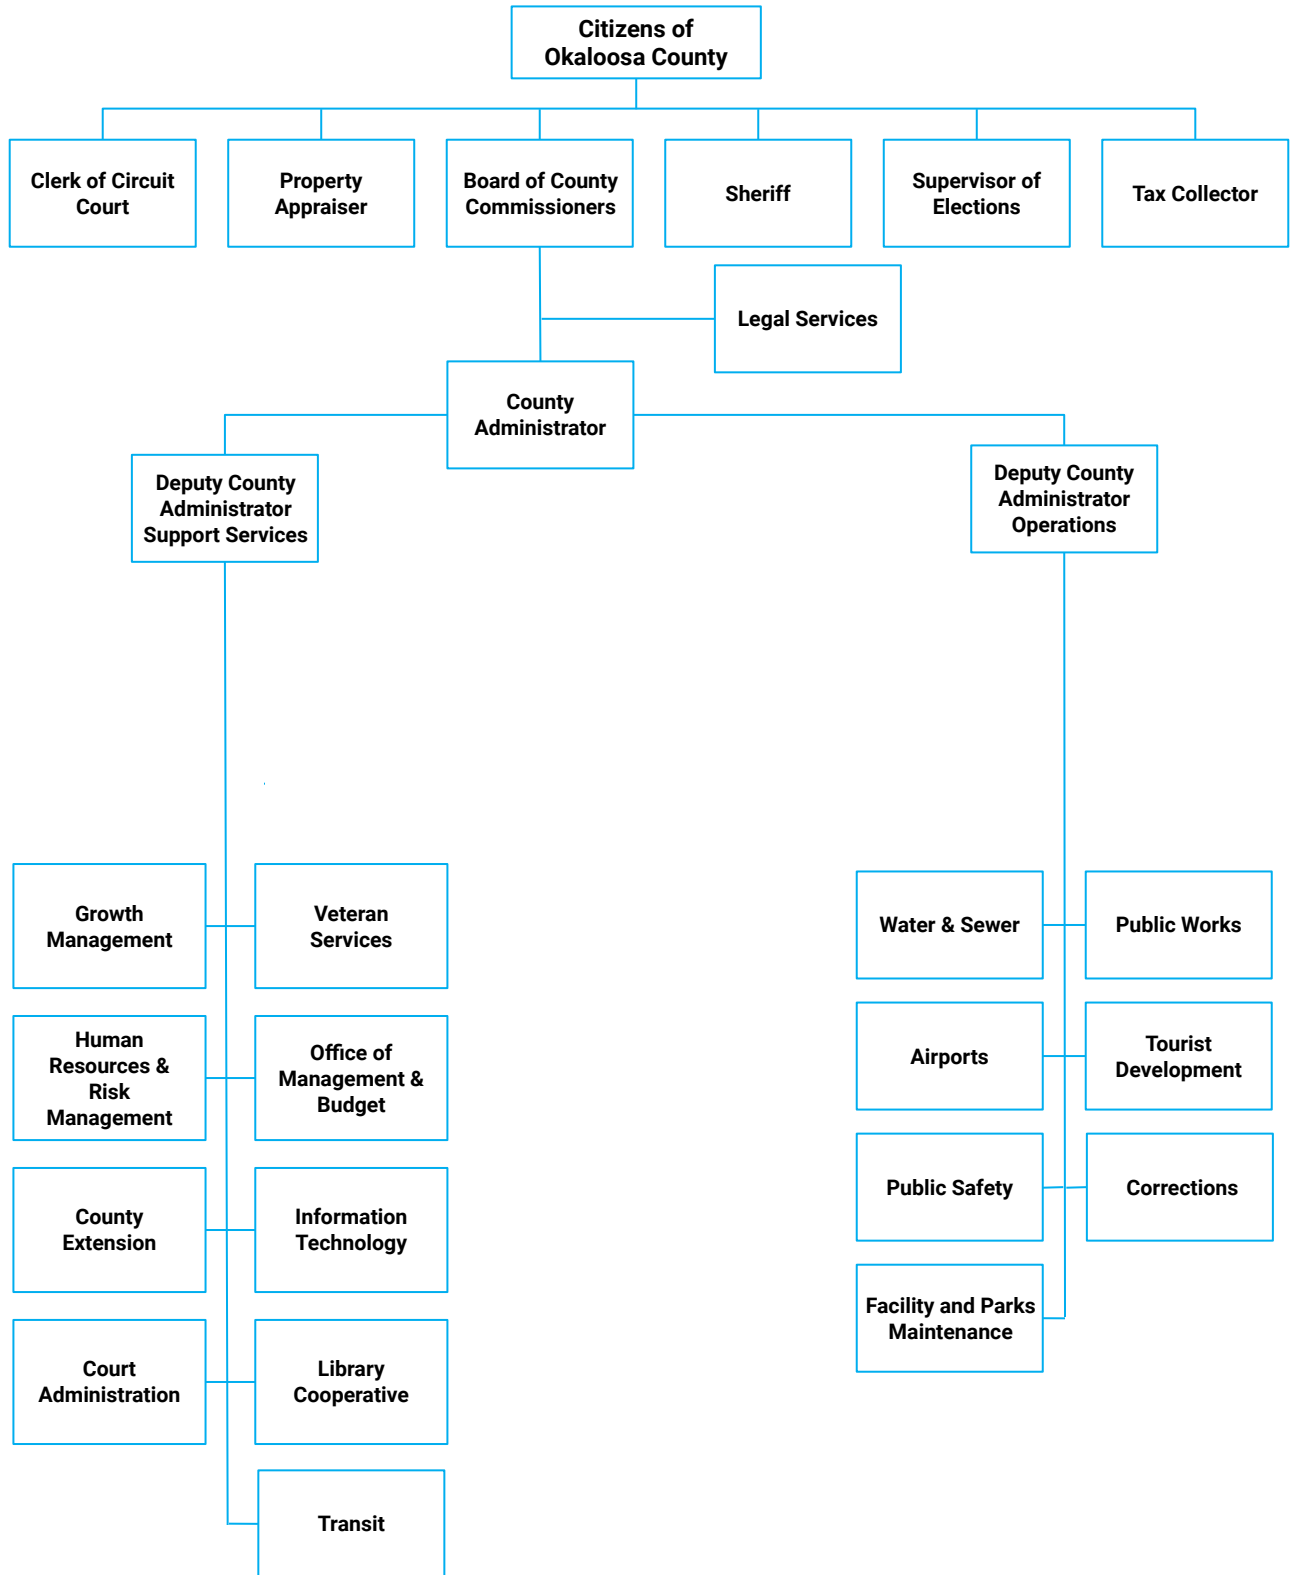 Citizens of
Okaloosa County
Clerk of Circuit
Court
Property
Appraiser
Board of County
Commissioners
Sheriff
Supervisor of
Elections
Tax Collector
Legal Services
County
Administrator
Deputy County
Administrator
Support Services
Deputy County
Administrator
Operations
Growth
Management
Veteran
Services
Human
Resources &
Risk
Management
Office of
Management &
Budget
County
Extension
Information
Technology
Court
Administration
Library
Cooperative
Transit
Water & Sewer
Public Works
Airports
Tourist
Development
Public Safety
Corrections
Facility and Parks
Maintenance